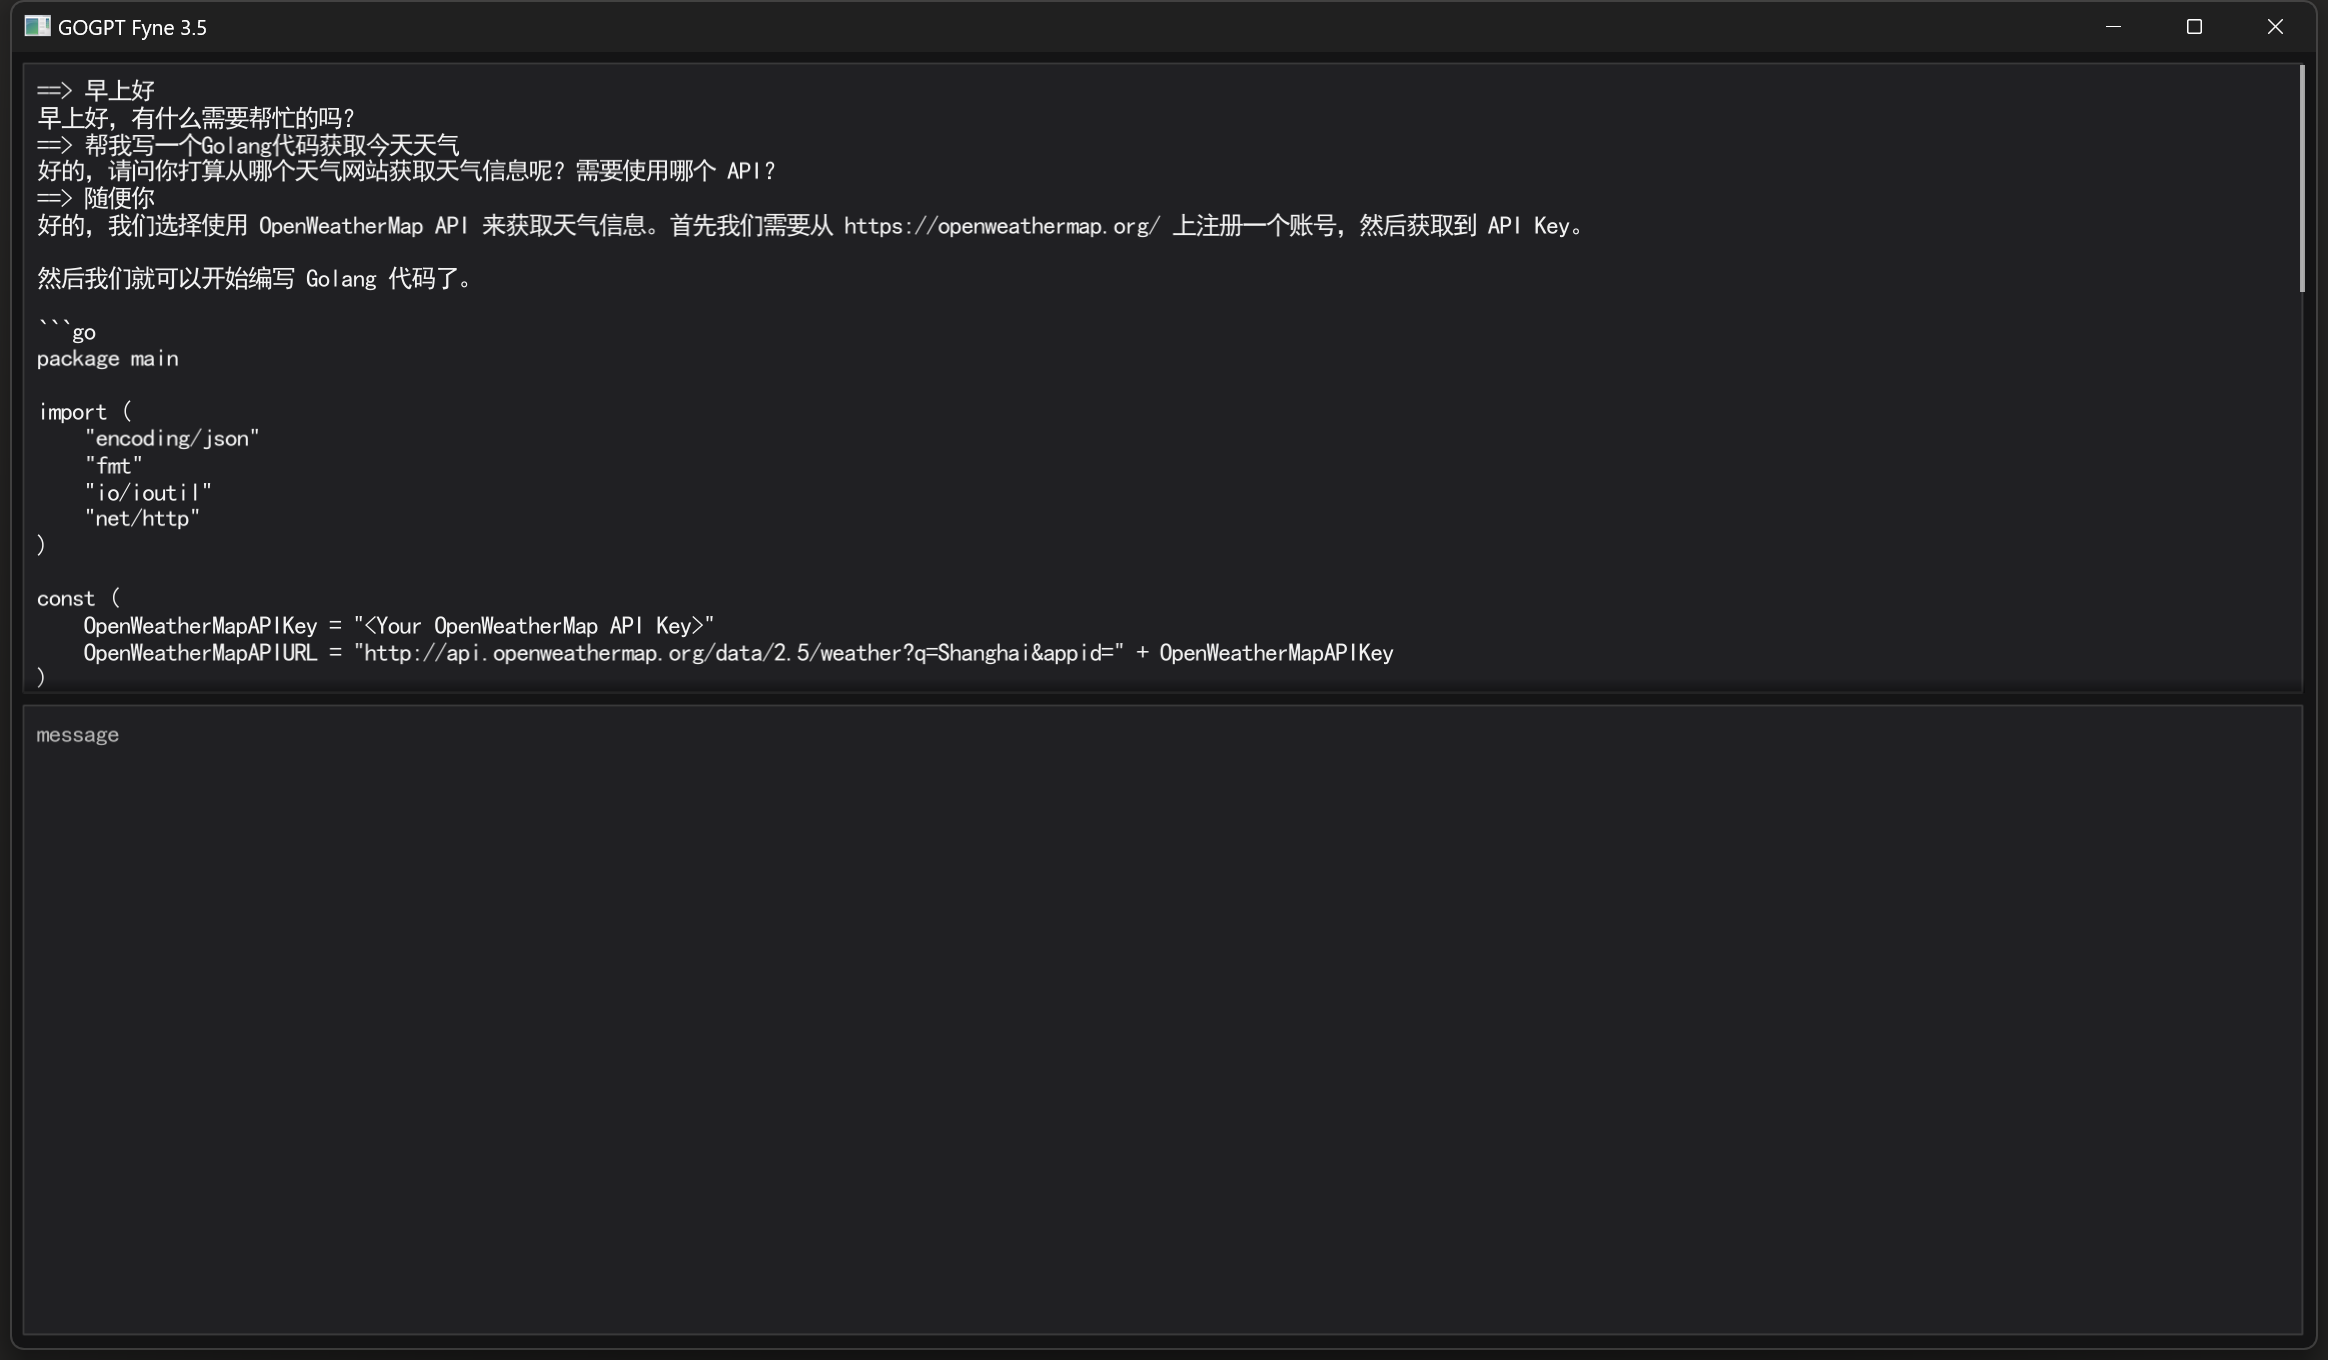 GOGPT Fyne 3.5
==> 早上好
早上好，有什么需要帮忙的吗？
==> 帮我写一个Golang代码获取今天天气
好的，请问你打算从哪个天气网站获取天气信息呢？需要使用哪个 API？
==> 随便你
好的，我们选择使用 OpenWeatherMap API 来获取天气信息。首先我们需要从 https://openweathermap.org/ 上注册一个账号，然后获取到 API Key。
然后我们就可以开始编写 Golang 代码了。
```go
package main
import (
    "encoding/json"
    "fmt"
    "io/ioutil"
    "net/http"
)
const (
    OpenWeatherMapAPIKey = "<Your OpenWeatherMap API Key>"
    OpenWeatherMapAPIURL = "http://api.openweathermap.org/data/2.5/weather?q=Shanghai&appid=" + OpenWeatherMapAPIKey
)
message